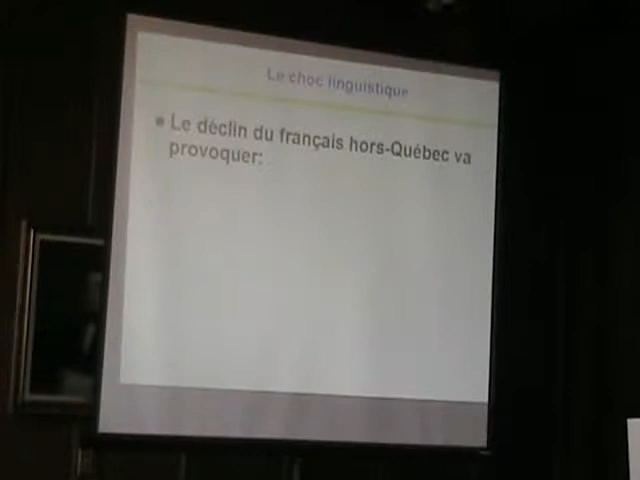 Le choc linguistique
• Le déclin du français hors-Québec va
provoquer: